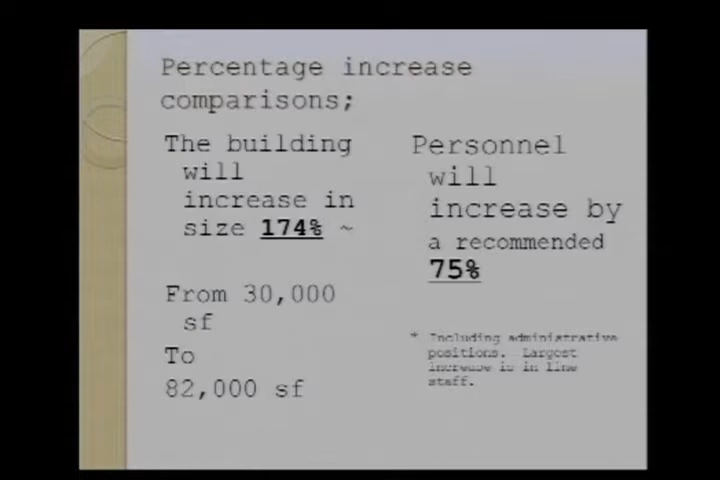 Percentage increase
comparisons;
The building
will
increase in
size 174% ~
From 30,000
sf
To
82,000 sf
Personnel
will
increase by
a recommended
75%
* Including administrative
positions. Largest
increase is in line
staff.